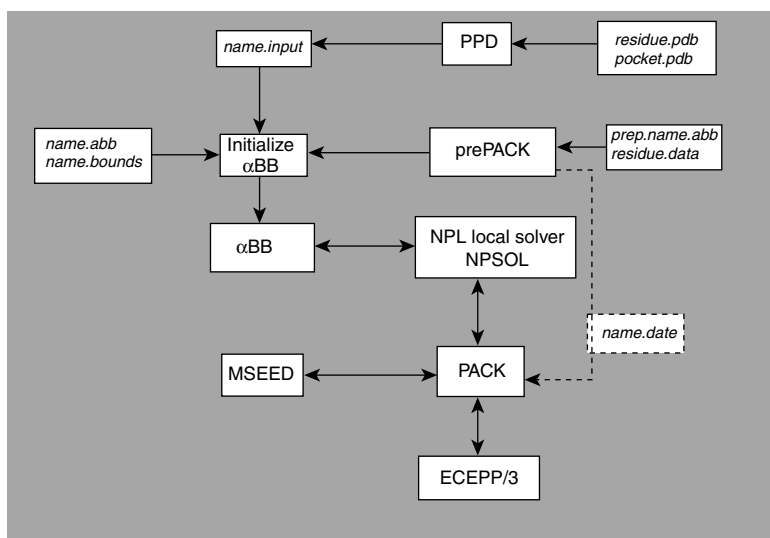 name.input
PPD
residue.pdb
pocket.pdb
name.abb
name.bounds
Initialize
αBB
prePACK
prep.name.abb
residue.data
αBB
NPL local solver
NPSOL
name.date
MSEED
PACK
ECEPP/3